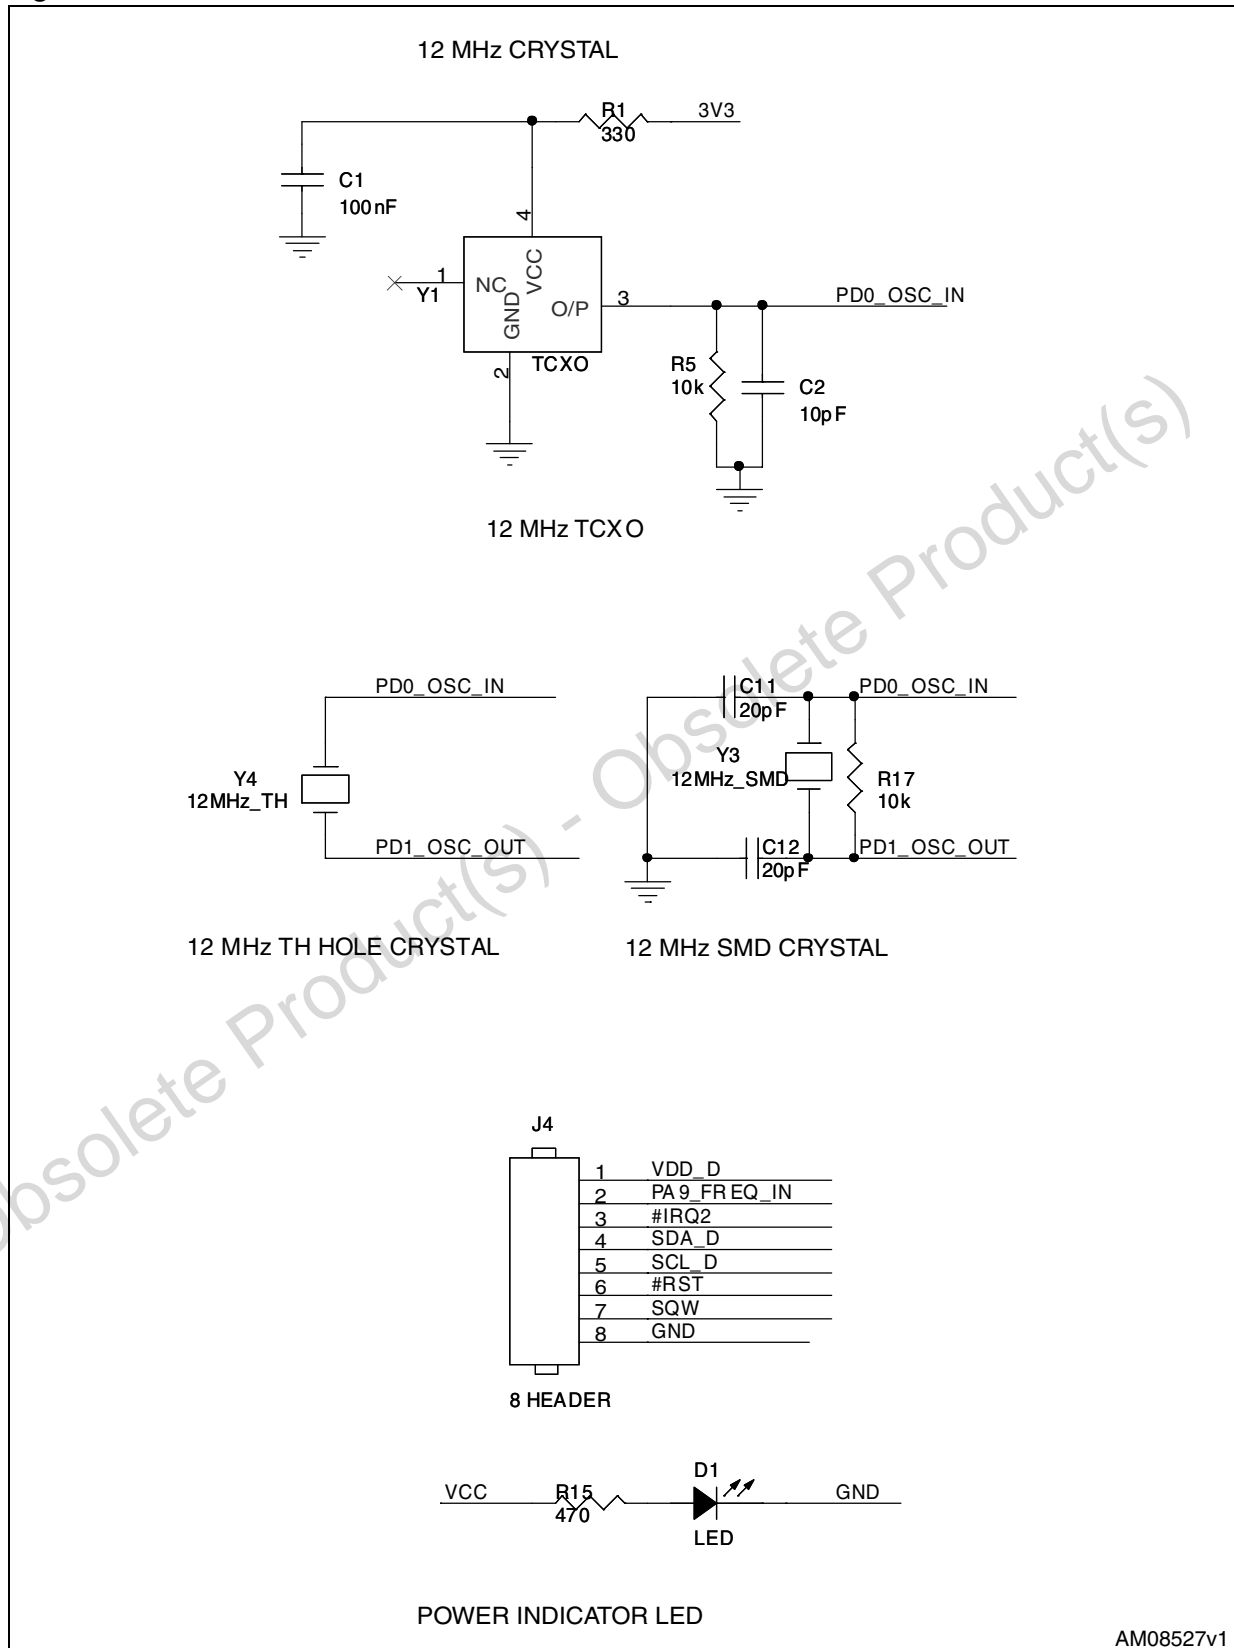 12 MHz CRYSTAL
R1
330
3V3
C1
100nF
4
1
Y1
NC
VCC
GND
O/P
3
PD0_OSC_IN
2
TCXO
R5
10k
C2
10pF
12 MHz TCXO
PD0_OSC_IN
Y4
12MHz_TH
PD1_OSC_OUT
12 MHz TH HOLE CRYSTAL
C11
20pF
PD0_OSC_IN
Y3
12MHz_SMD
R17
10k
C12
20pF
PD1_OSC_OUT
12 MHz SMD CRYSTAL
Obsolete Product(s) - Obsolete Product(s)
J4
1 VDD_D
2 PA9_FREQ_IN
3 #IRQ2
4 SDA_D
5 SCL_D
6 #RST
7 SQW
8 GND
8 HEADER
VCC
R15
470
D1
LED
GND
POWER INDICATOR LED
AM08527v1